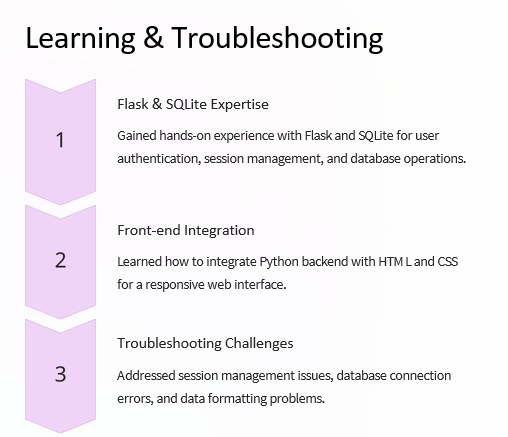 Learning & Troubleshooting
1
Flask & SQLite Expertise
Gained hands-on experience with Flask and SQLite for user
authentication, session management, and database operations.
2
Front-end Integration
Learned how to integrate Python backend with HTML and CSS
for a responsive web interface.
3
Troubleshooting Challenges
Addressed session management issues, database connection
errors, and data formatting problems.